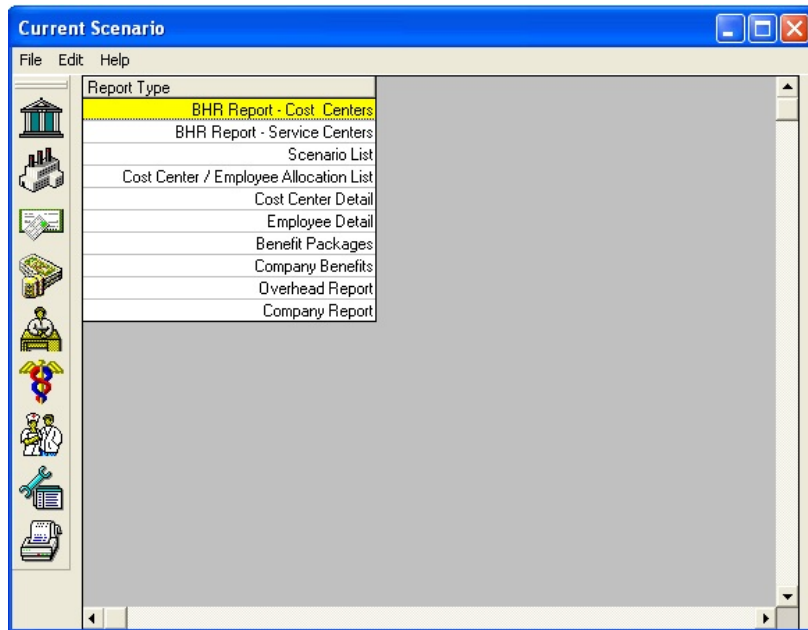 Current Scenario
File Edit Help
Report Type
BHR Report - Cost Centers
BHR Report - Service Centers
Scenario List
Cost Center / Employee Allocation List
Cost Center Detail
Employee Detail
Benefit Packages
Company Benefits
Overhead Report
Company Report